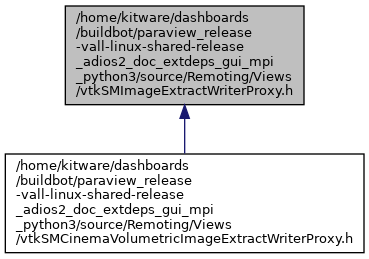 /home/kitware/dashboards
/buildbot/paraview_release
-vall-linux-shared-release
_adios2_doc_extdeps_gui_mpi
_python3/source/Remoting/Views
/vtkSMImageExtractWriterProxy.h
/home/kitware/dashboards
/buildbot/paraview_release
-vall-linux-shared-release
_adios2_doc_extdeps_gui_mpi
_python3/source/Remoting/Views
/vtkSMCinemaVolumetricImageExtractWriterProxy.h